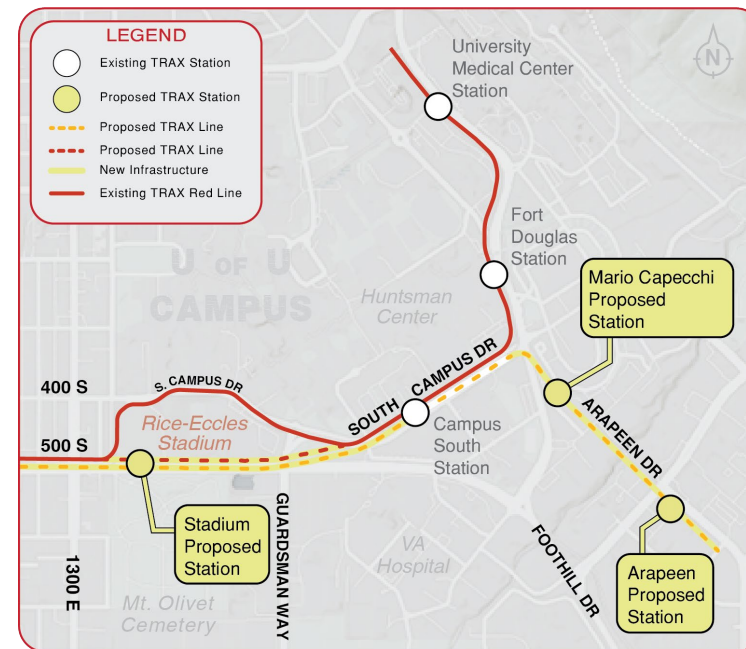 LEGEND
Existing TRAX Station
Proposed TRAX Station
Proposed TRAX Line
Proposed TRAX Line
New Infrastructure
Existing TRAX Red Line
University
Medical Center
Station
N
Fort
Douglas
Station
U OF U
CAMPUS
Huntsman
Center
Mario Capecchi
Proposed
Station
400 S
S. CAMPUS DR
SOUTH CAMPUS DR
ARAPEEN DR
Rice-Eccles
Stadium
500 S
Campus
South
Station
Stadium
Proposed
Station
GUARDSMAN WAY
VA
Hospital
FOOTHILL DR
1300 E
Mt. Olivet
Cemetery
Arapeen
Proposed
Station